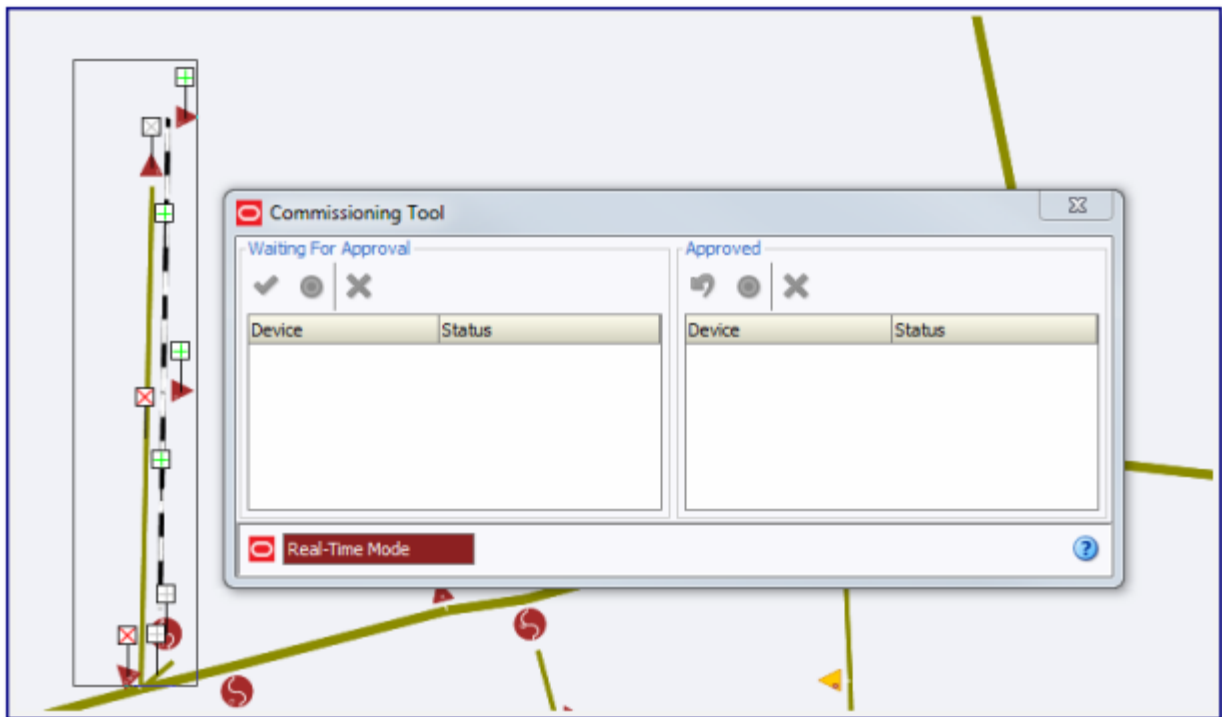 Commissioning Tool
Waiting For Approval
Approved
Device Status
Device Status
Real-Time Mode
?